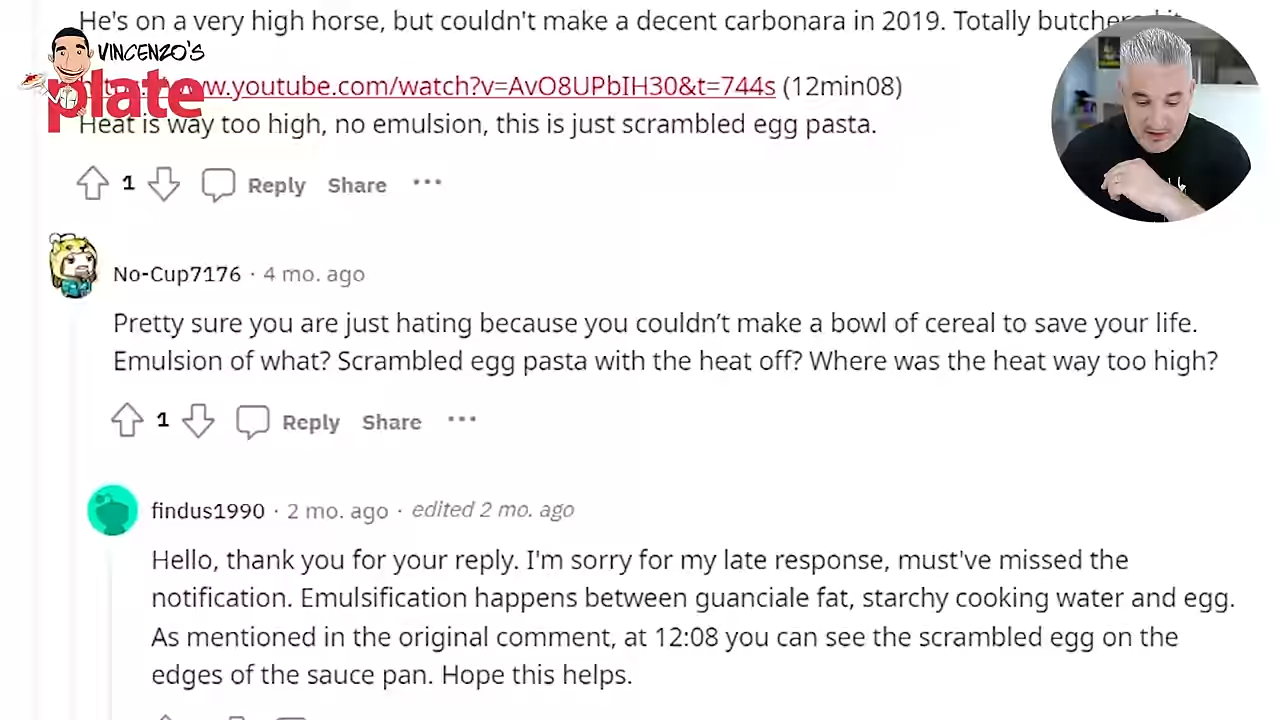 He's on a very high horse, but couldn't make a decent carbonara in 2019. Totally butchered it.
VINCENZO'S
plate
www.youtube.com/watch?v=AvO8UPbIH30&t=744s (12min08)
Heat is way too high, no emulsion, this is just scrambled egg pasta.
1 Reply Share ...
No-Cup7176 · 4 mo. ago
Pretty sure you are just hating because you couldn’t make a bowl of cereal to save your life.
Emulsion of what? Scrambled egg pasta with the heat off? Where was the heat way too high?
1 Reply Share ...
findus1990 · 2 mo. ago · edited 2 mo. ago
Hello, thank you for your reply. I'm sorry for my late response, must've missed the
notification. Emulsification happens between guanciale fat, starchy cooking water and egg.
As mentioned in the original comment, at 12:08 you can see the scrambled egg on the
edges of the sauce pan. Hope this helps.